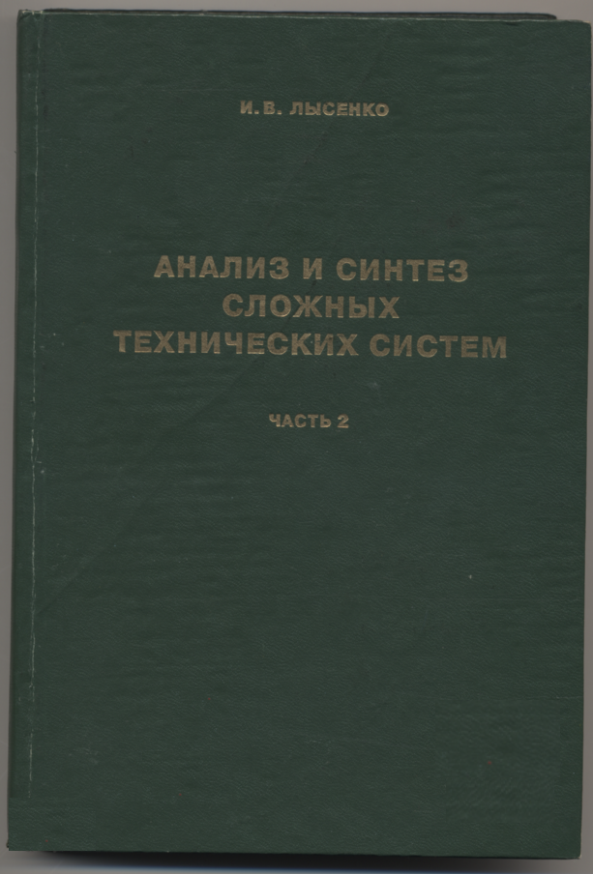 И. В. ЛЫСЕНКО
АНАЛИЗ И СИНТЕЗ
СЛОЖНЫХ
ТЕХНИЧЕСКИХ СИСТЕМ
ЧАСТЬ 2